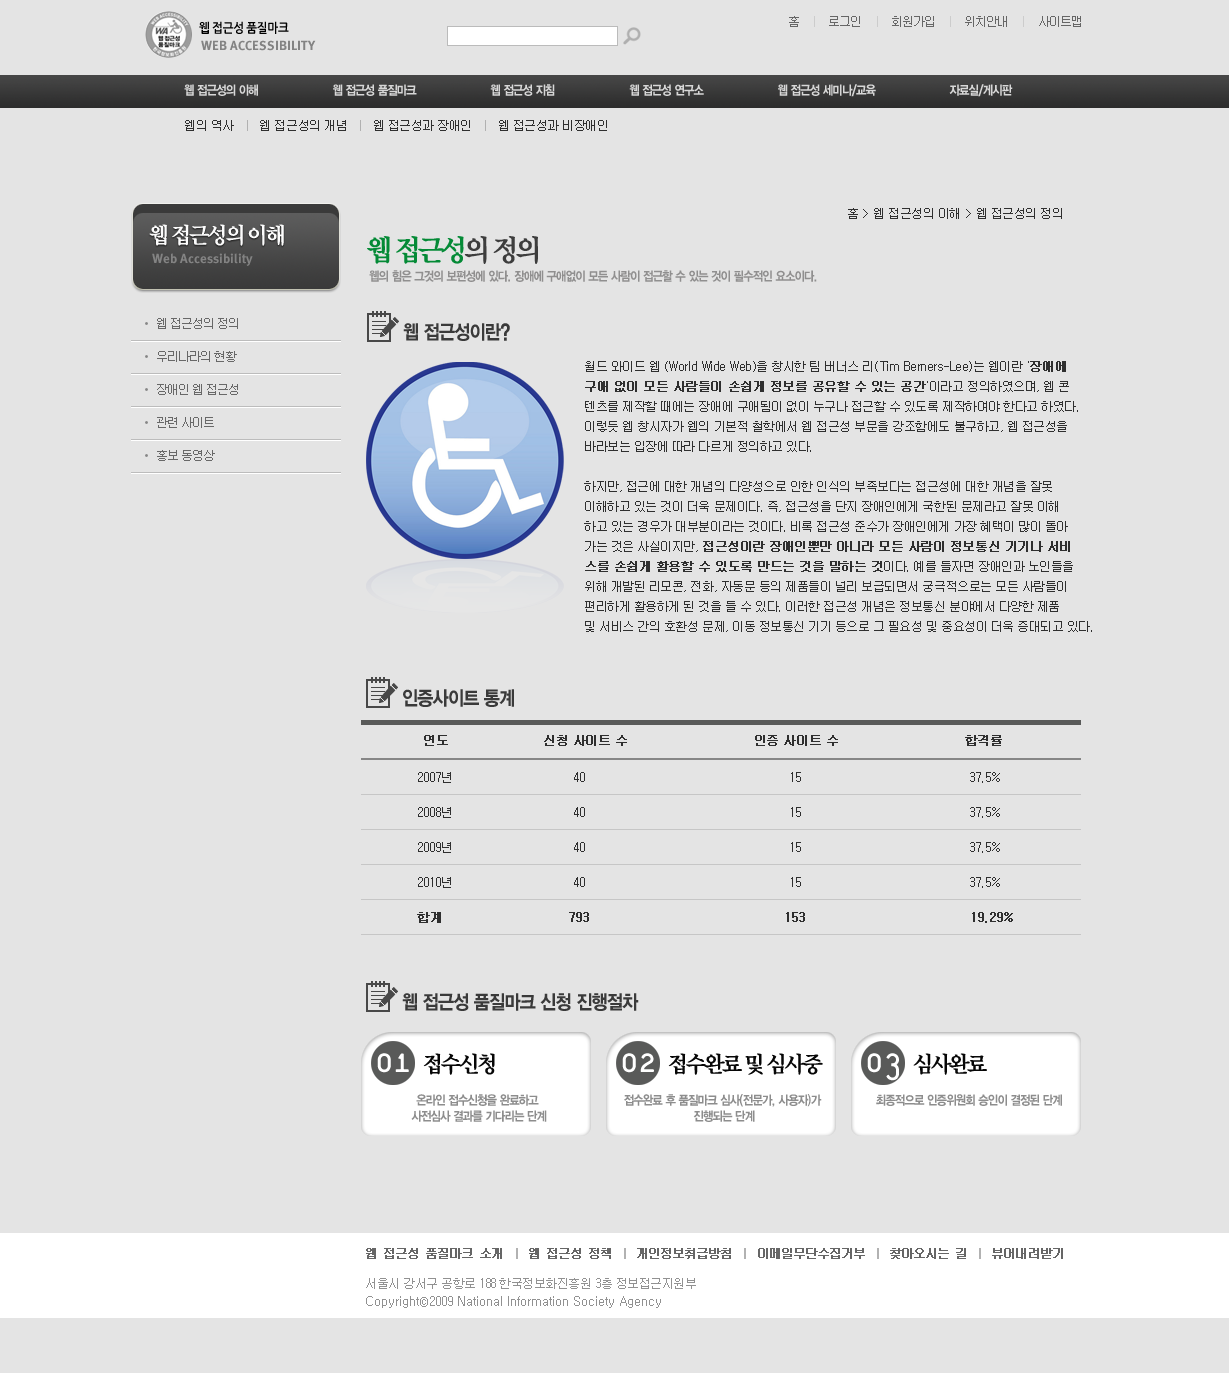 웹 접근성 품질마크
WEB ACCESSIBILITY
WA
웹 접근성
품질마크
홈 | 로그인 | 회원가입 | 위치안내 | 사이트맵
웹 접근성의 이해 웹 접근성 품질마크 웹 접근성 지침 웹 접근성 연구소 웹 접근성 세미나/교육 자료실/게시판
웹의 역사 | 웹 접근성의 개념 | 웹 접근성과 장애인 | 웹 접근성과 비장애인
웹 접근성의 이해
Web Accessibility
• 웹 접근성의 정의
• 우리나라의 현황
• 장애인 웹 접근성
• 관련 사이트
• 홍보 동영상
홈 > 웹 접근성의 이해 > 웹 접근성의 정의
웹 접근성의 정의
웹의 힘은 그것의 보편성에 있다. 장애에 구애없이 모든 사람이 접근할 수 있는 것이 필수적인 요소이다.
웹 접근성이란?
월드 와이드 웹 (World Wide Web)을 창시한 팀 버너스 리(Tim Berners-Lee)는 웹이란 '장애에
구애 없이 모든 사람들이 손쉽게 정보를 공유할 수 있는 공간'이라고 정의하였으며, 웹 콘
텐츠를 제작할 때에는 장애에 구애됨이 없이 누구나 접근할 수 있도록 제작하여야 한다고 하였다.
이렇듯 웹 창시자가 웹의 기본적 철학에서 웹 접근성 부문을 강조함에도 불구하고, 웹 접근성을
바라보는 입장에 따라 다르게 정의하고 있다.
하지만, 접근에 대한 개념의 다양성으로 인한 인식의 부족보다는 접근성에 대한 개념을 잘못
이해하고 있는 것이 더욱 문제이다. 즉, 접근성을 단지 장애인에게 국한된 문제라고 잘못 이해
하고 있는 경우가 대부분이라는 것이다. 비록 접근성 준수가 장애인에게 가장 혜택이 많이 돌아
가는 것은 사실이지만, 접근성이란 장애인뿐만 아니라 모든 사람이 정보통신 기기나 서비
스를 손쉽게 활용할 수 있도록 만드는 것을 말하는 것이다. 예를 들자면 장애인과 노인들을
위해 개발된 리모콘, 전화, 자동문 등의 제품들이 널리 보급되면서 궁극적으로는 모든 사람들이
편리하게 활용하게 된 것을 들 수 있다. 이러한 접근성 개념은 정보통신 분야에서 다양한 제품
및 서비스 간의 호환성 문제, 이동 정보통신 기기 등으로 그 필요성 및 중요성이 더욱 증대되고 있다.
인증사이트 통계
연도 신청 사이트 수 인증 사이트 수 합격률
2007년 40 15 37.5%
2008년 40 15 37.5%
2009년 40 15 37.5%
2010년 40 15 37.5%
합계 793 153 19.29%
웹 접근성 품질마크 신청 진행절차
01 접수신청
온라인 접수신청을 완료하고
사전심사 결과를 기다리는 단계
02 접수완료 및 심사중
접수완료 후 품질마크 심사(전문가, 사용자)가
진행되는 단계
03 심사완료
최종적으로 인증위원회 승인이 결정된 단계
웹 접근성 품질마크 소개 | 웹 접근성 정책 | 개인정보취급방침 | 이메일무단수집거부 | 찾아오시는 길 | 뷰어내려받기
서울시 강서구 공항로 188 한국정보화진흥원 3층 정보접근지원부
Copyright@2009 National Information Society Agency